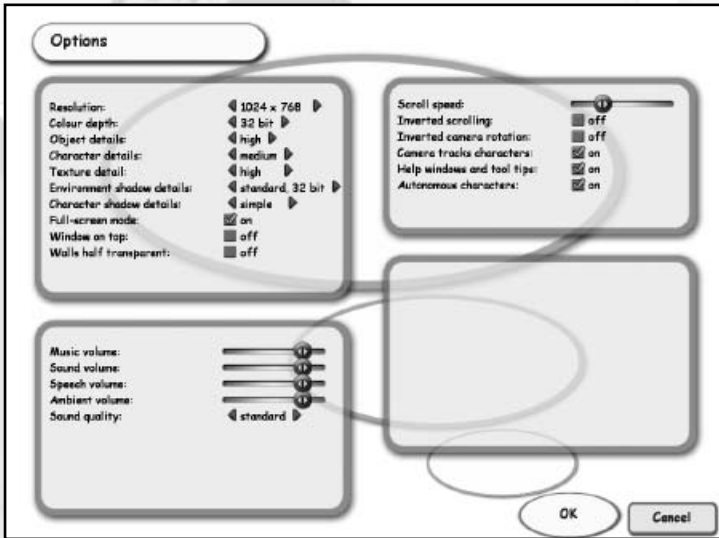 Options
Resolution: 1024 x 768
Colour depth: 32 bit
Object details: high
Character details: medium
Texture detail: high
Environment shadow details: standard, 32 bit
Character shadow details: simple
Full-screen mode: on
Window on top: off
Walls half transparent: off
Scroll speed:
Inverted scrolling: off
Inverted camera rotation: off
Camera tracks characters: on
Help windows and tool tips: on
Autonomous characters: on
Music volume:
Sound volume:
Speech volume:
Ambient volume:
Sound quality: standard
OK
Cancel